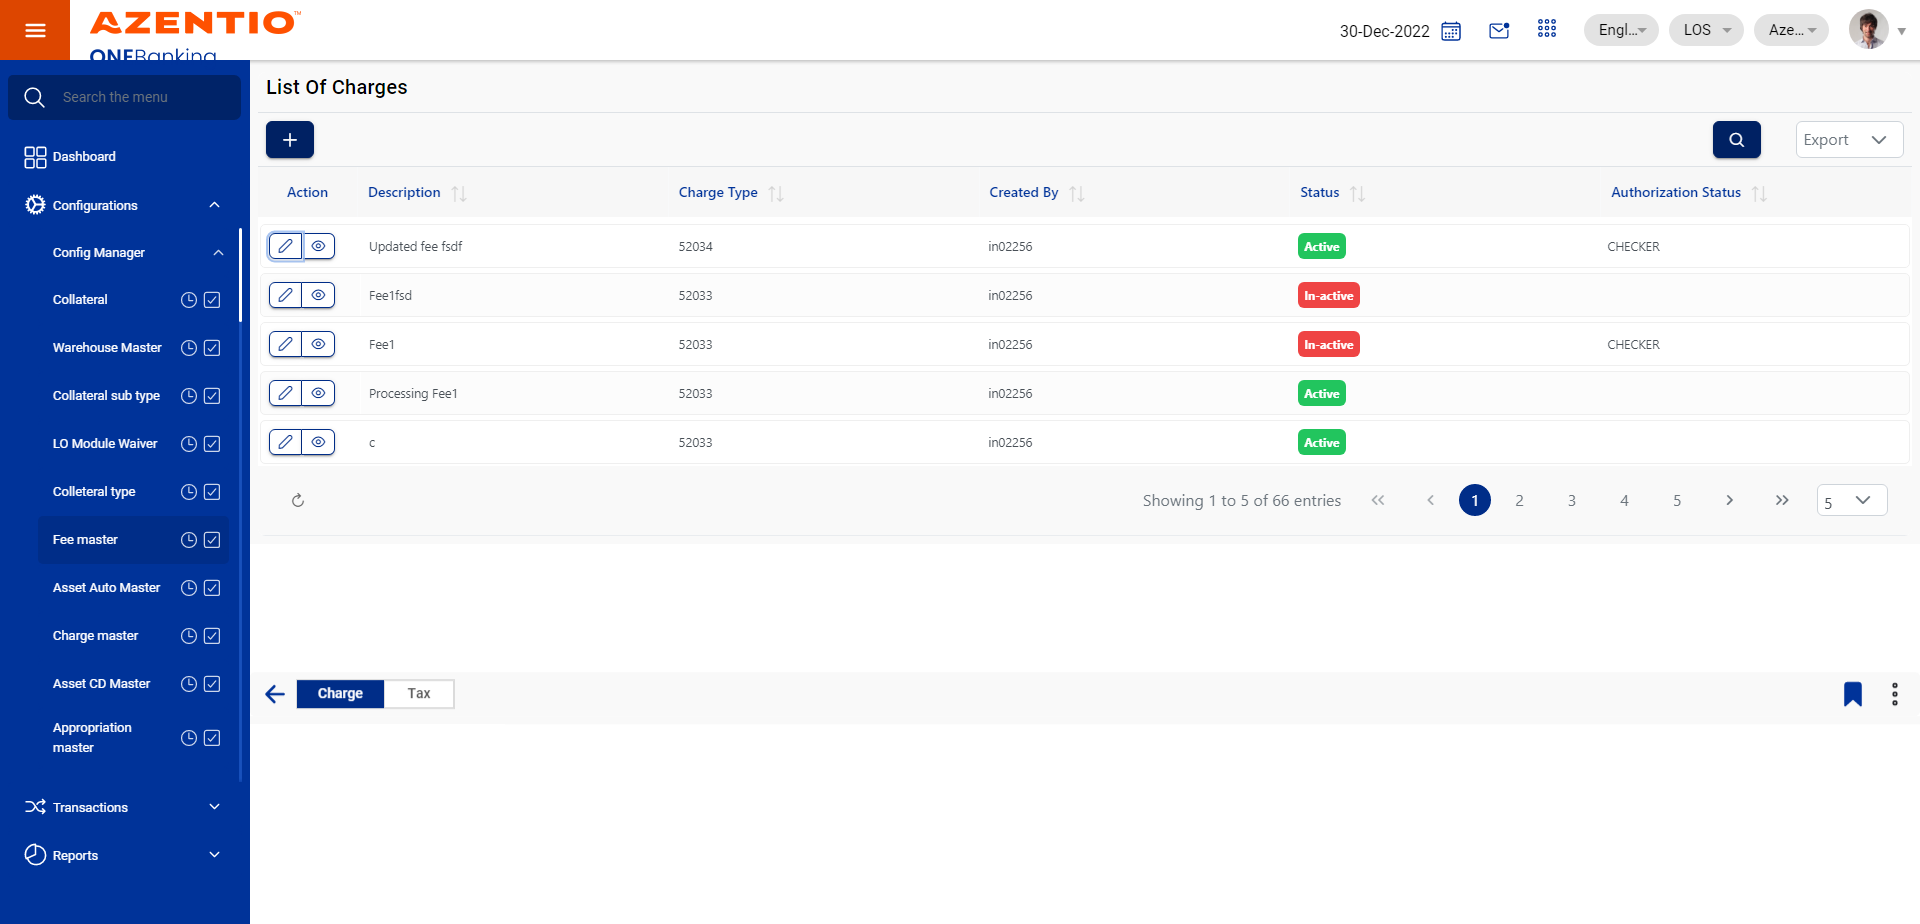 AZENTIO™
ONEBanking
30-Dec-2022
Engl...
LOS
Aze...
Search the menu
Dashboard
Configurations
Config Manager
Collateral
Warehouse Master
Collateral sub type
LO Module Waiver
Colleteral type
Fee master
Asset Auto Master
Charge master
Asset CD Master
Appropriation
master
Transactions
Reports
List Of Charges
Export
Action Description Charge Type Created By Status Authorization Status
Updated fee fsdf 52034 in02256 Active CHECKER
Fee1fsd 52033 in02256 In-active
Fee1 52033 in02256 In-active CHECKER
Processing Fee1 52033 in02256 Active
c 52033 in02256 Active
Showing 1 to 5 of 66 entries << < 1 2 3 4 5 > >> 5
Charge Tax